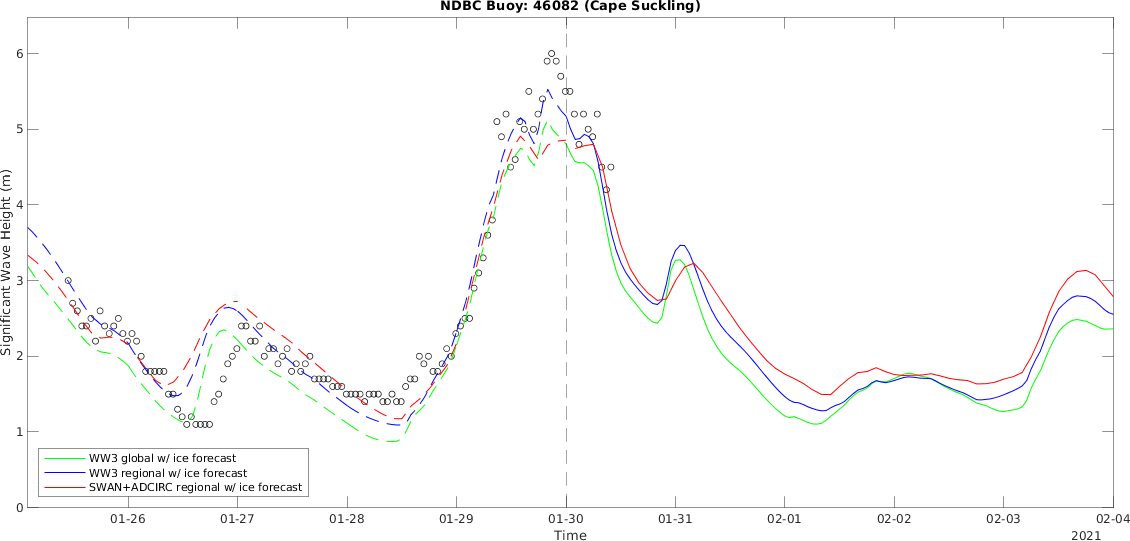 NDBC Buoy: 46082 (Cape Suckling)
Significant Wave Height (m)
6
5
4
3
2
1
0
WW3 global w/ ice forecast
WW3 regional w/ ice forecast
SWAN+ADCIRC regional w/ ice forecast
01-26 01-27 01-28 01-29 01-30 01-31 02-01 02-02 02-03 02-04
Time
2021